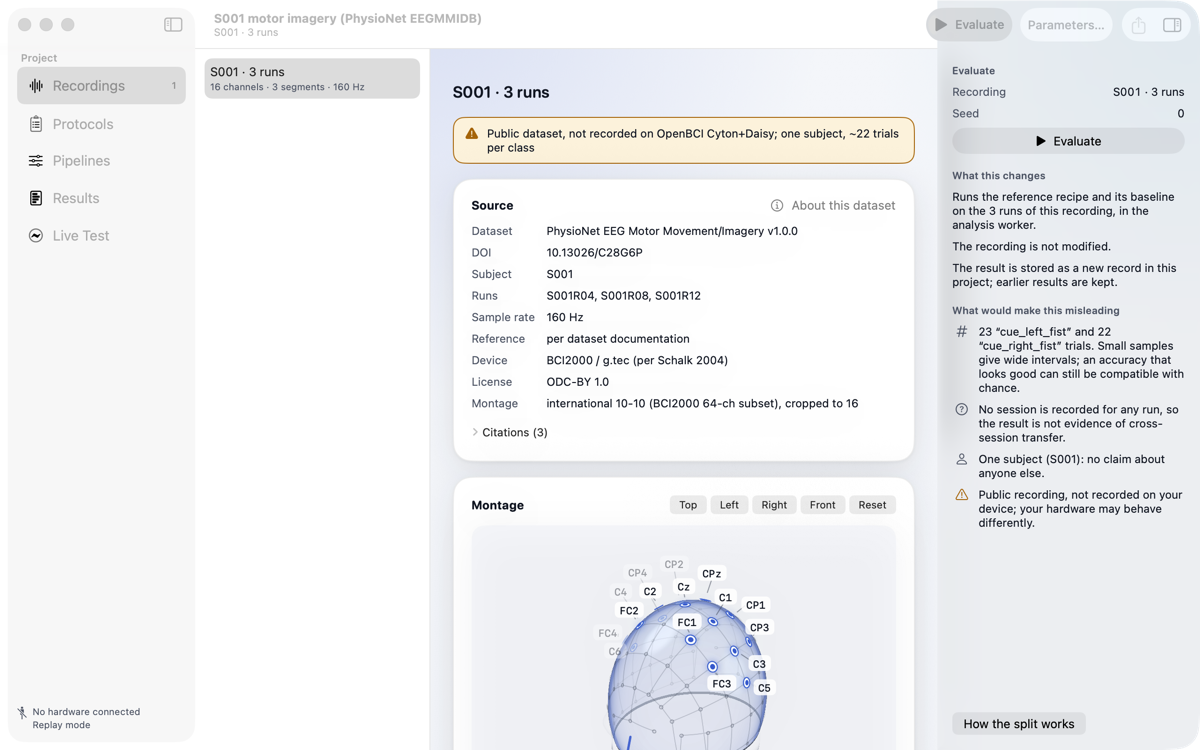 S001 motor imagery (PhysioNet EEGMMIDB)
S001 · 3 runs
Evaluate
Parameters...
Project
Recordings 1
Protocols
Pipelines
Results
Live Test
No hardware connected
Replay mode
S001 · 3 runs
16 channels · 3 segments · 160 Hz
S001 · 3 runs
Public dataset, not recorded on OpenBCI Cyton+Daisy; one subject, ~22 trials
per class
Source
About this dataset
Dataset PhysioNet EEG Motor Movement/Imagery v1.0.0
DOI 10.13026/C28G6P
Subject S001
Runs S001R04, S001R08, S001R12
Sample rate 160 Hz
Reference per dataset documentation
Device BCI2000 / g.tec (per Schalk 2004)
License ODC-BY 1.0
Montage international 10-10 (BCI2000 64-ch subset), cropped to 16
Citations (3)
Montage
Top Left Right Front Reset
CP2
CP4 CPz
C4 C2 Cz
C1
FC2 CP1
FC1
FC4 CP3
C6
C3
FC3 C5
Evaluate
Recording S001 · 3 runs
Seed 0
Evaluate
What this changes
Runs the reference recipe and its baseline
on the 3 runs of this recording, in the
analysis worker.
The recording is not modified.
The result is stored as a new record in this
project; earlier results are kept.
What would make this misleading
23 “cue_left_fist” and 22
“cue_right_fist” trials. Small samples
give wide intervals; an accuracy that
looks good can still be compatible with
chance.
No session is recorded for any run, so
the result is not evidence of cross-
session transfer.
One subject (S001): no claim about
anyone else.
Public recording, not recorded on your
device; your hardware may behave
differently.
How the split works